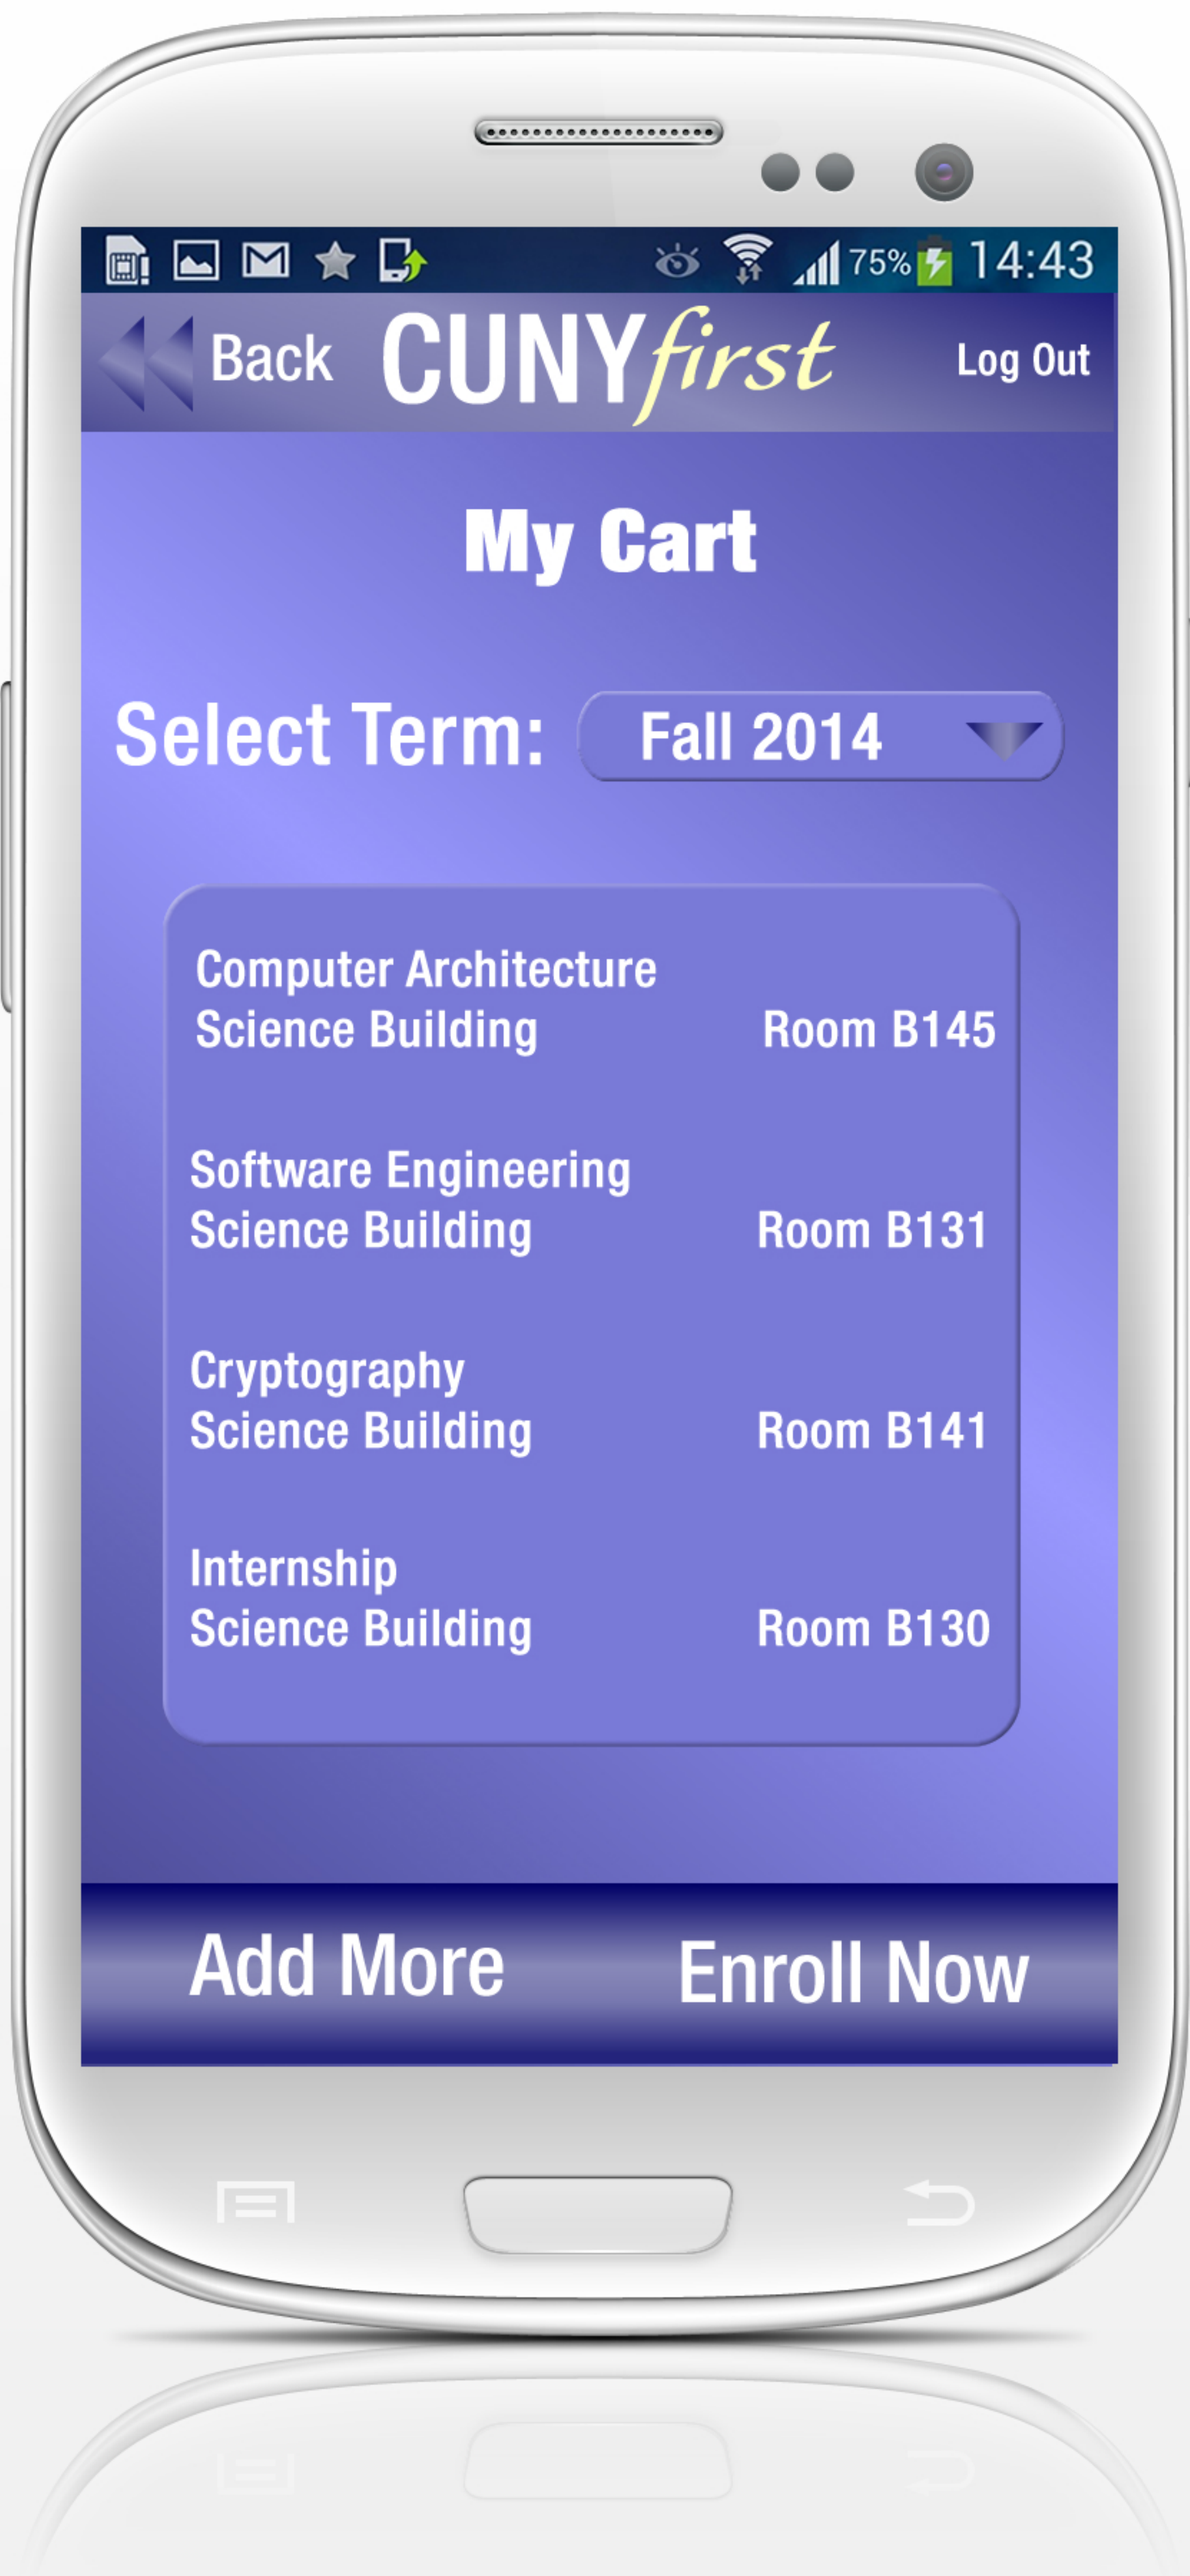 75% 14:43
Back CUNYfirst Log Out
My Cart
Select Term: Fall 2014
Computer Architecture
Science Building Room B145
Software Engineering
Science Building Room B131
Cryptography
Science Building Room B141
Internship
Science Building Room B130
Add More Enroll Now